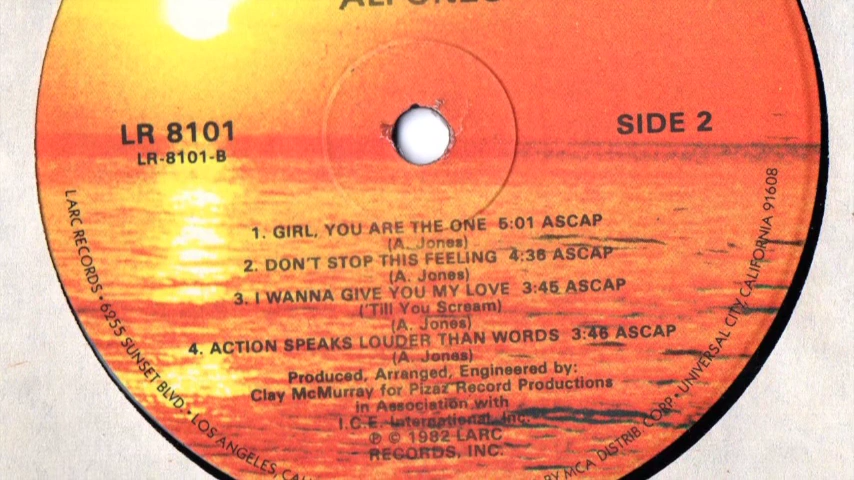 ALFONZO
LR 8101
LR-8101-B
SIDE 2
1. GIRL, YOU ARE THE ONE 5:01 ASCAP
(A. Jones)
2. DON'T STOP THIS FEELING 4:36 ASCAP
(A. Jones)
3. I WANNA GIVE YOU MY LOVE 3:45 ASCAP
('Till You Scream)
(A. Jones)
4. ACTION SPEAKS LOUDER THAN WORDS 3:46 ASCAP
(A. Jones)
Produced, Arranged, Engineered by:
Clay McMurray for Pizaz Record Productions
in Association with
I.C.E. International, Inc.
℗ © 1982 LARC
RECORDS, INC.
LARC RECORDS • 6255 SUNSET BLVD • LOS ANGELES,
BY MCA DISTRIB. CORP • UNIVERSAL CITY, CALIFORNIA 91608